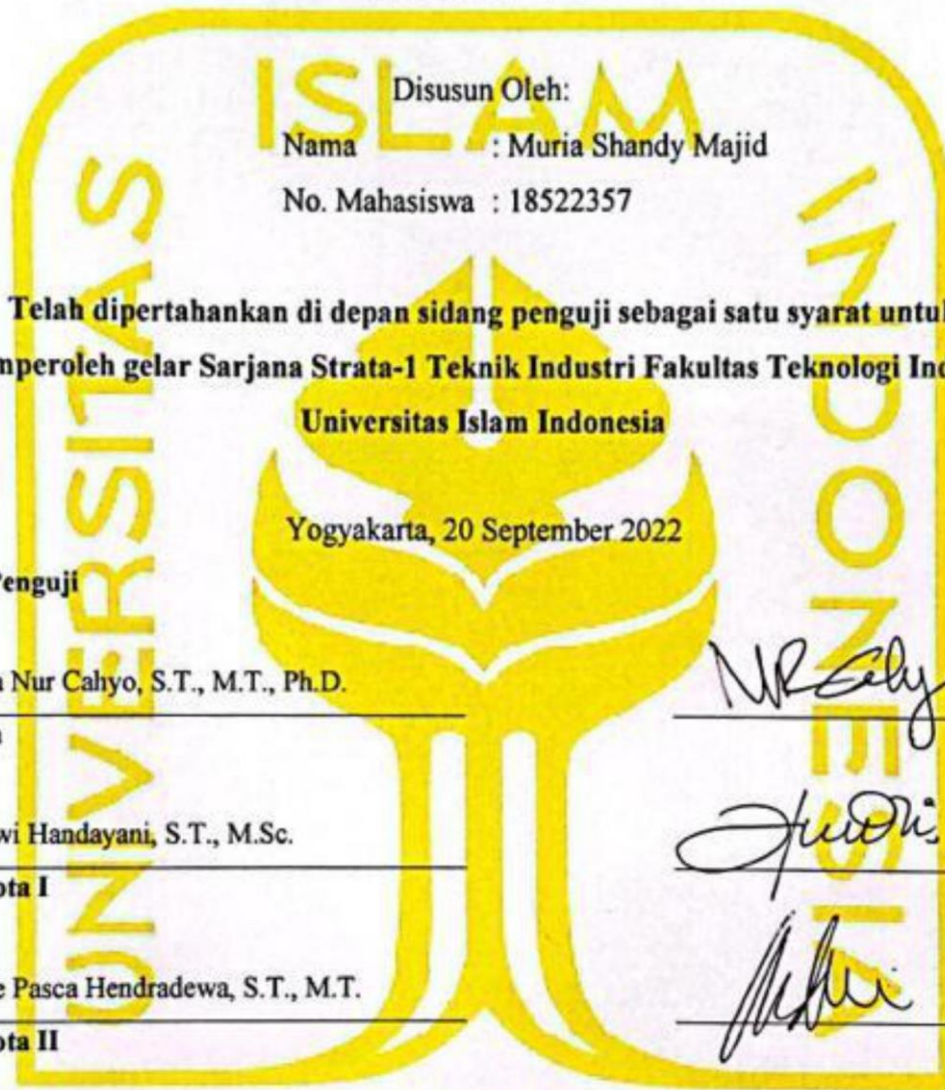 ISLAM
UNIVERSITAS
INDONESIA
Disusun Oleh:
Nama : Muria Shandy Majid
No. Mahasiswa : 18522357
Telah dipertahankan di depan sidang penguji sebagai satu syarat untu
nperoleh gelar Sarjana Strata-1 Teknik Industri Fakultas Teknologi Ind
Universitas Islam Indonesia
Yogyakarta, 20 September 2022
Penguji
Nur Cahyo, S.T., M.T., Ph.D.
wi Handayani, S.T., M.Sc.
ota I
e Pasca Hendradewa, S.T., M.T.
ota II